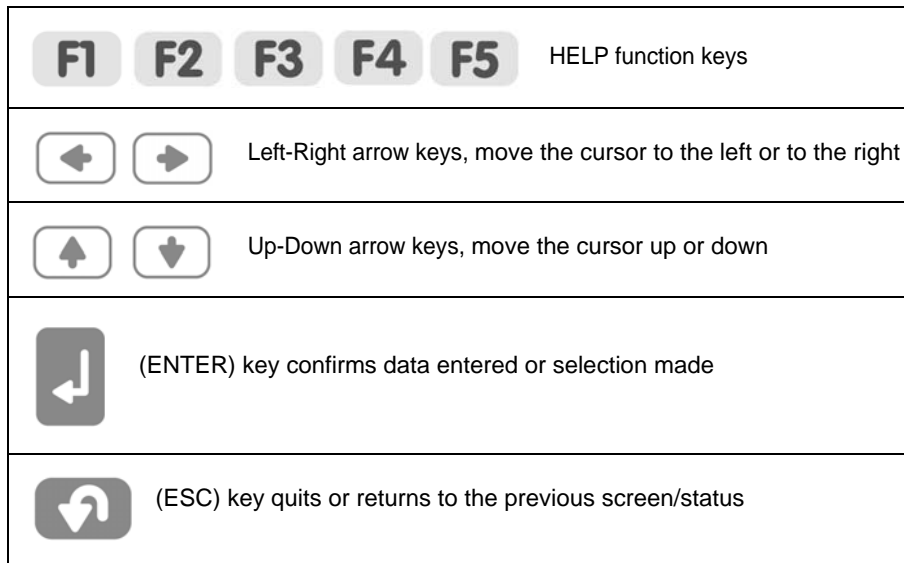 F1 F2 F3 F4 F5 HELP function keys
Left-Right arrow keys, move the cursor to the left or to the right
Up-Down arrow keys, move the cursor up or down
(ENTER) key confirms data entered or selection made
(ESC) key quits or returns to the previous screen/status